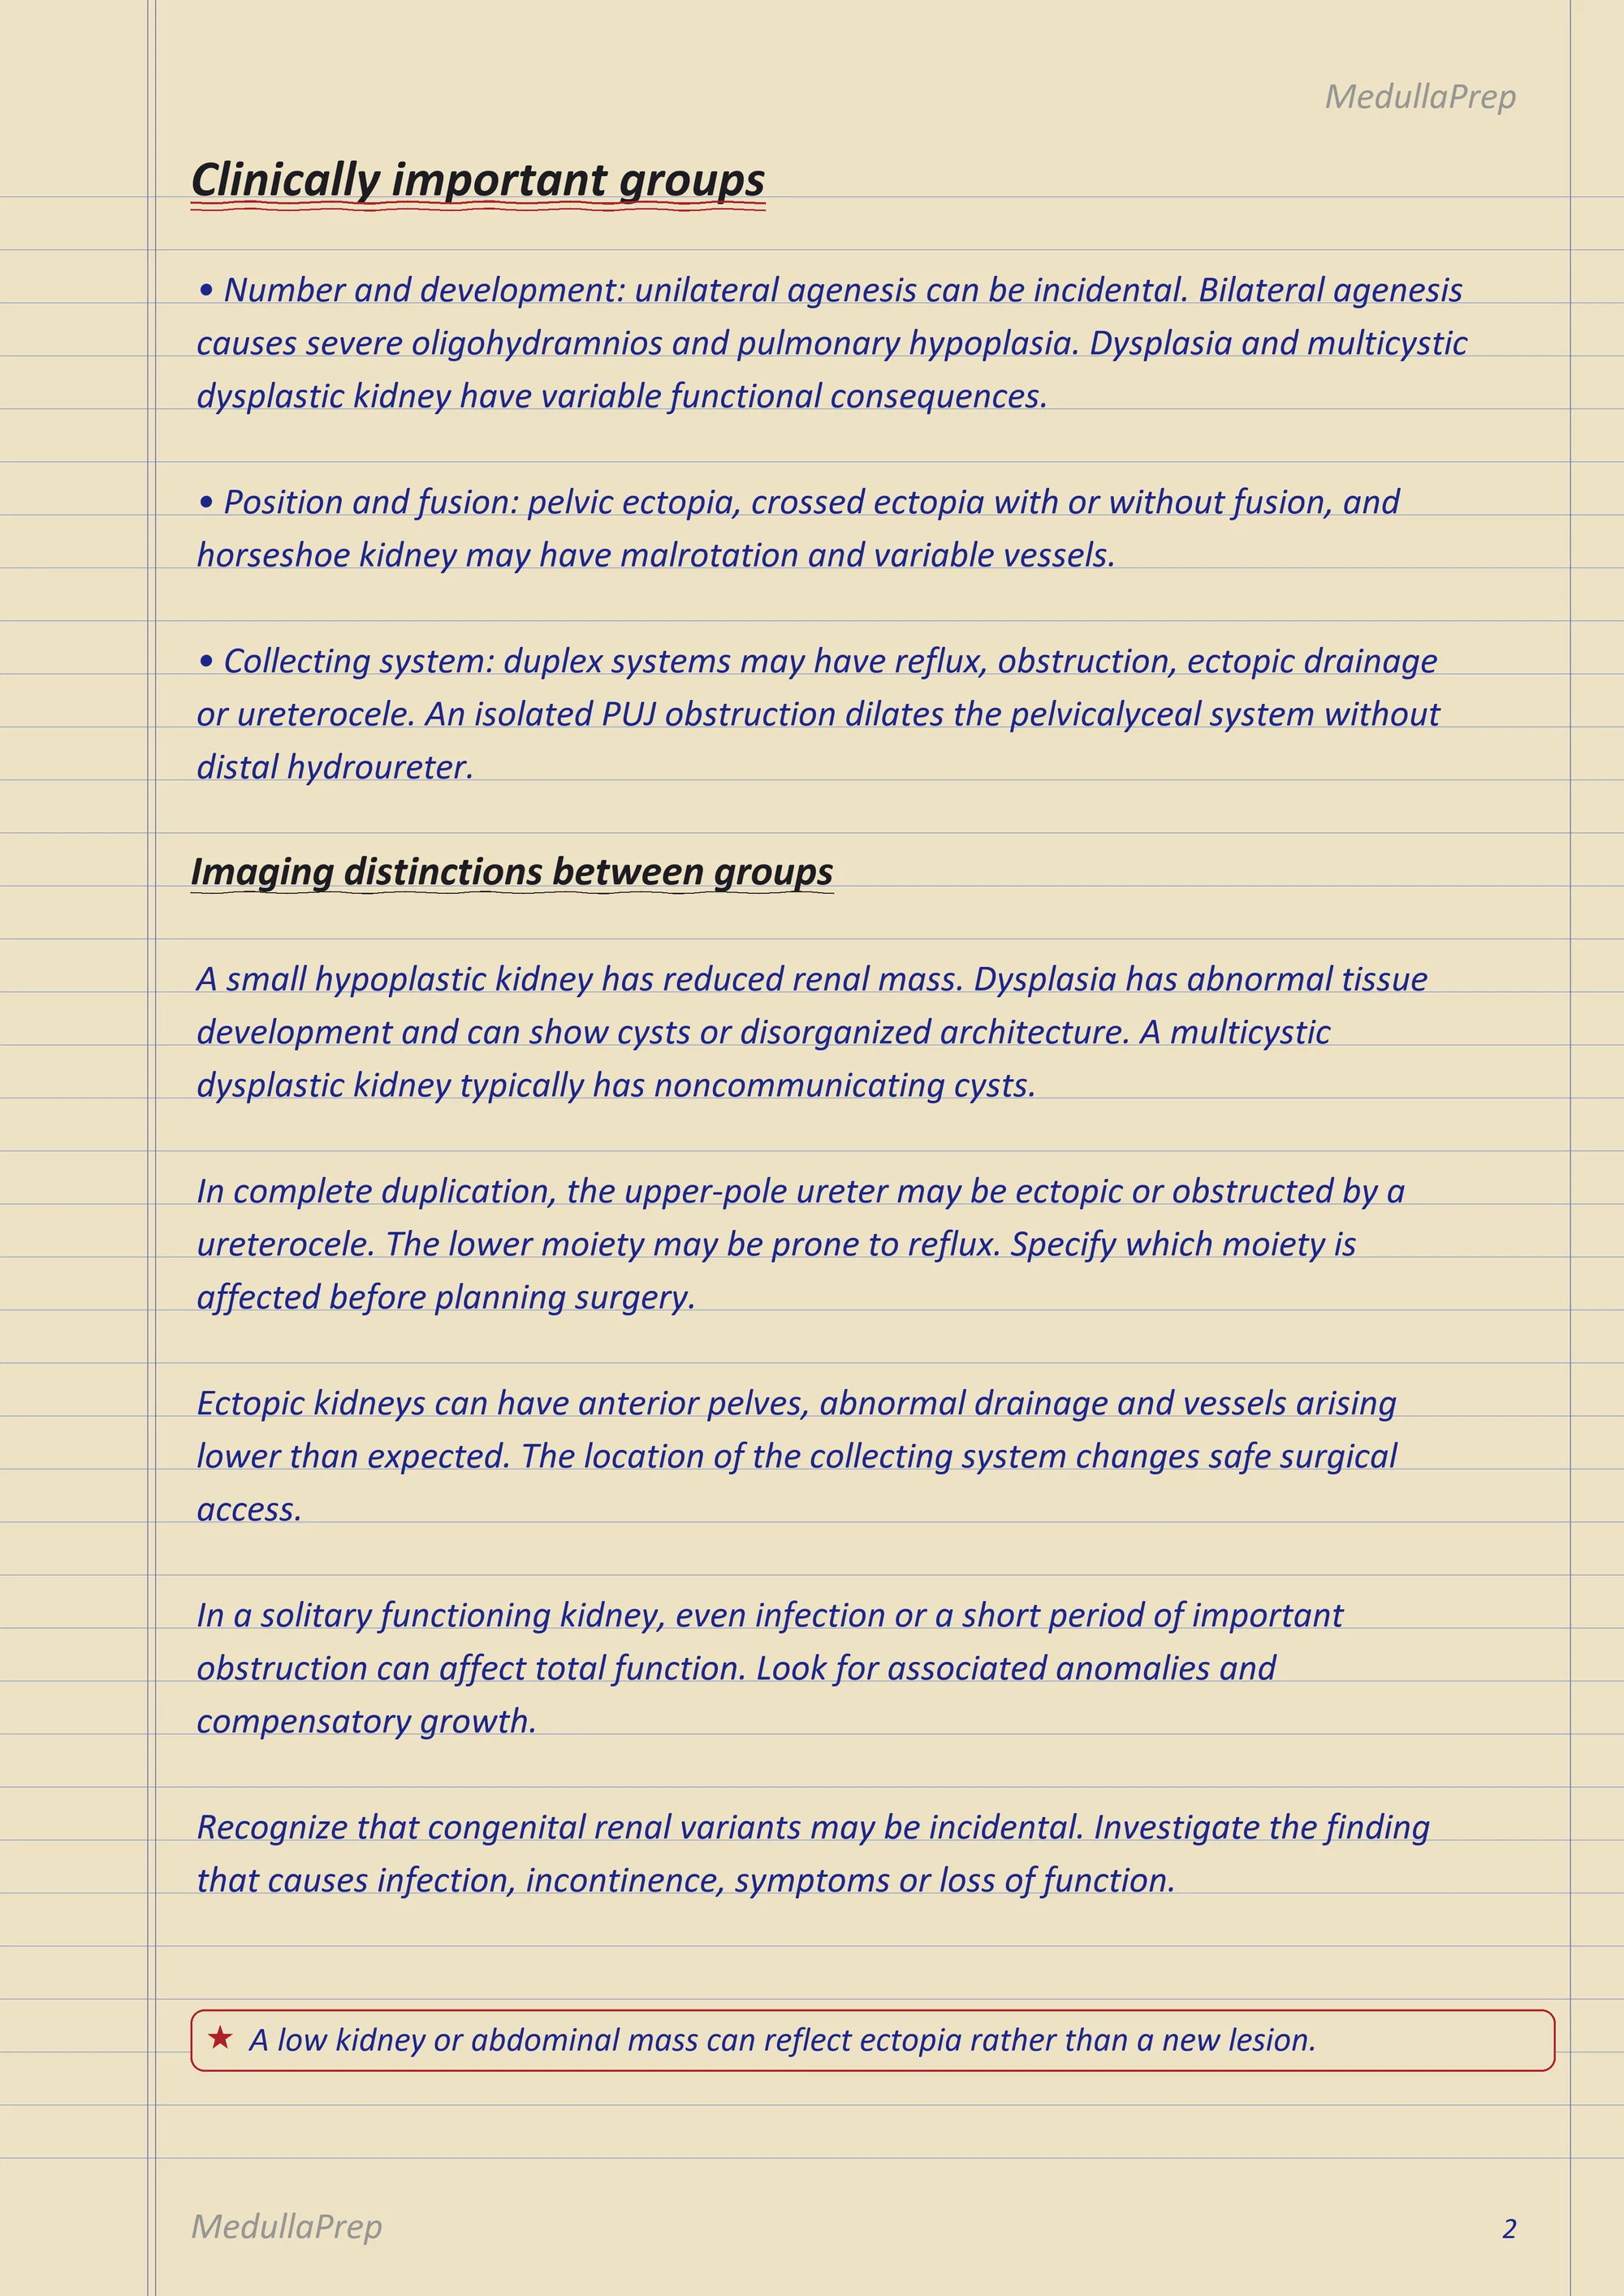 MedullaPrep
Clinically important groups
• Number and development: unilateral agenesis can be incidental. Bilateral agenesis
causes severe oligohydramnios and pulmonary hypoplasia. Dysplasia and multicystic
dysplastic kidney have variable functional consequences.
• Position and fusion: pelvic ectopia, crossed ectopia with or without fusion, and
horseshoe kidney may have malrotation and variable vessels.
• Collecting system: duplex systems may have reflux, obstruction, ectopic drainage
or ureterocele. An isolated PUJ obstruction dilates the pelvicalyceal system without
distal hydroureter.
Imaging distinctions between groups
A small hypoplastic kidney has reduced renal mass. Dysplasia has abnormal tissue
development and can show cysts or disorganized architecture. A multicystic
dysplastic kidney typically has noncommunicating cysts.
In complete duplication, the upper-pole ureter may be ectopic or obstructed by a
ureterocele. The lower moiety may be prone to reflux. Specify which moiety is
affected before planning surgery.
Ectopic kidneys can have anterior pelves, abnormal drainage and vessels arising
lower than expected. The location of the collecting system changes safe surgical
access.
In a solitary functioning kidney, even infection or a short period of important
obstruction can affect total function. Look for associated anomalies and
compensatory growth.
Recognize that congenital renal variants may be incidental. Investigate the finding
that causes infection, incontinence, symptoms or loss of function.
★ A low kidney or abdominal mass can reflect ectopia rather than a new lesion.
MedullaPrep
2